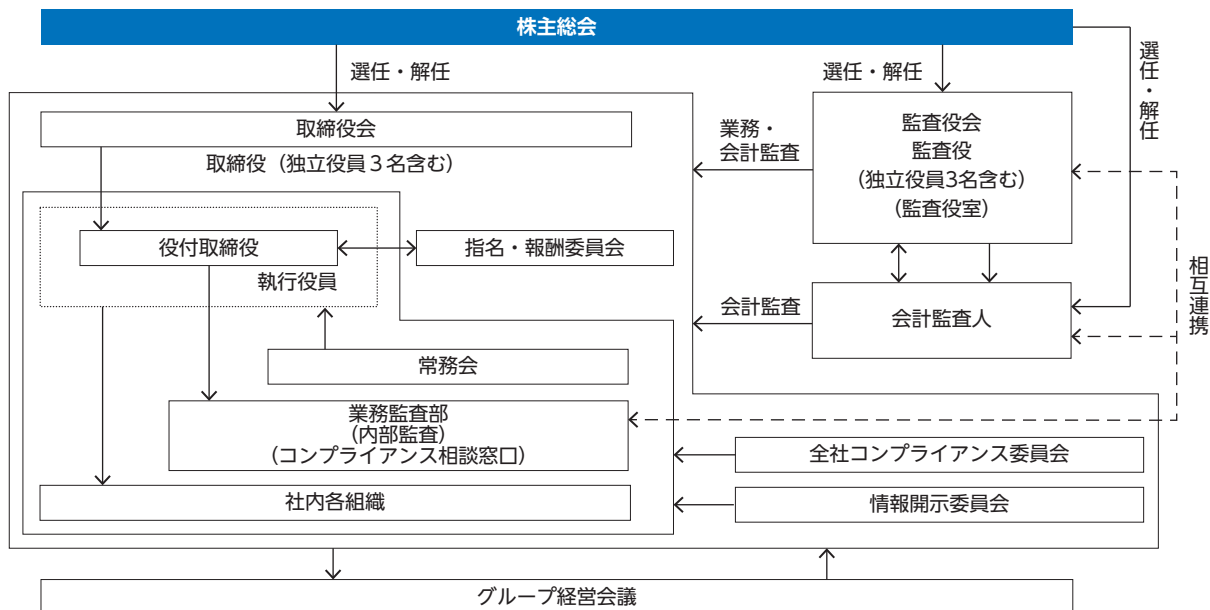 株主総会
選任・解任
選任・解任
選任・解任
取締役会
取締役（独立役員３名含む）
業務・
会計監査
監査役会
監査役
（独立役員3名含む）
（監査役室）
役付取締役
執行役員
指名・報酬委員会
会計監査
会計監査人
相互連携
常務会
業務監査部
（内部監査）
（コンプライアンス相談窓口）
全社コンプライアンス委員会
社内各組織
情報開示委員会
グループ経営会議